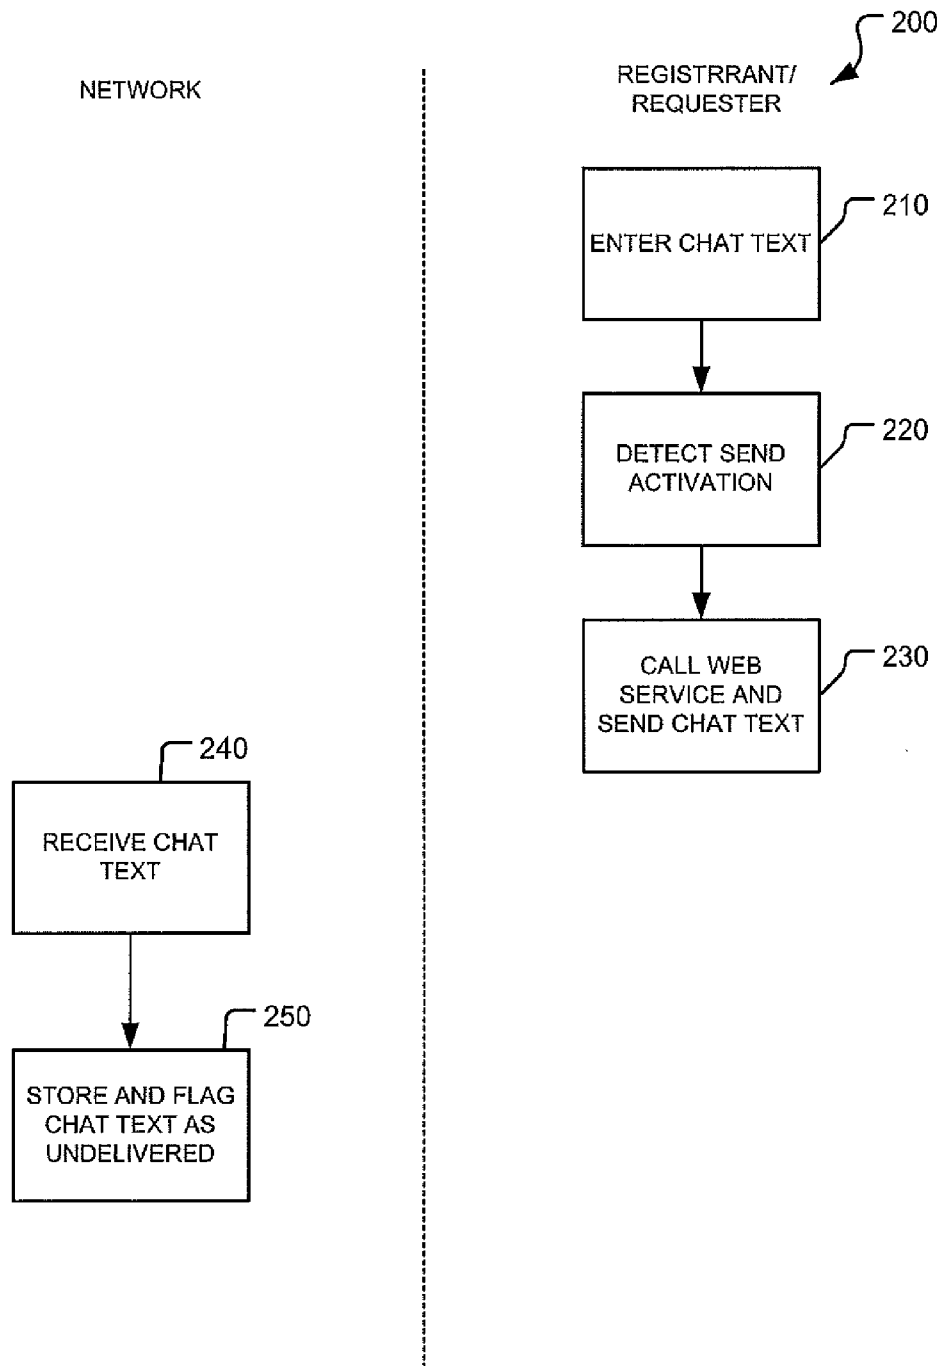 200
NETWORK
REGISTRRANT/
REQUESTER
210
ENTER CHAT TEXT
220
DETECT SEND
ACTIVATION
230
CALL WEB
SERVICE AND
SEND CHAT TEXT
240
RECEIVE CHAT
TEXT
250
STORE AND FLAG
CHAT TEXT AS
UNDELIVERED